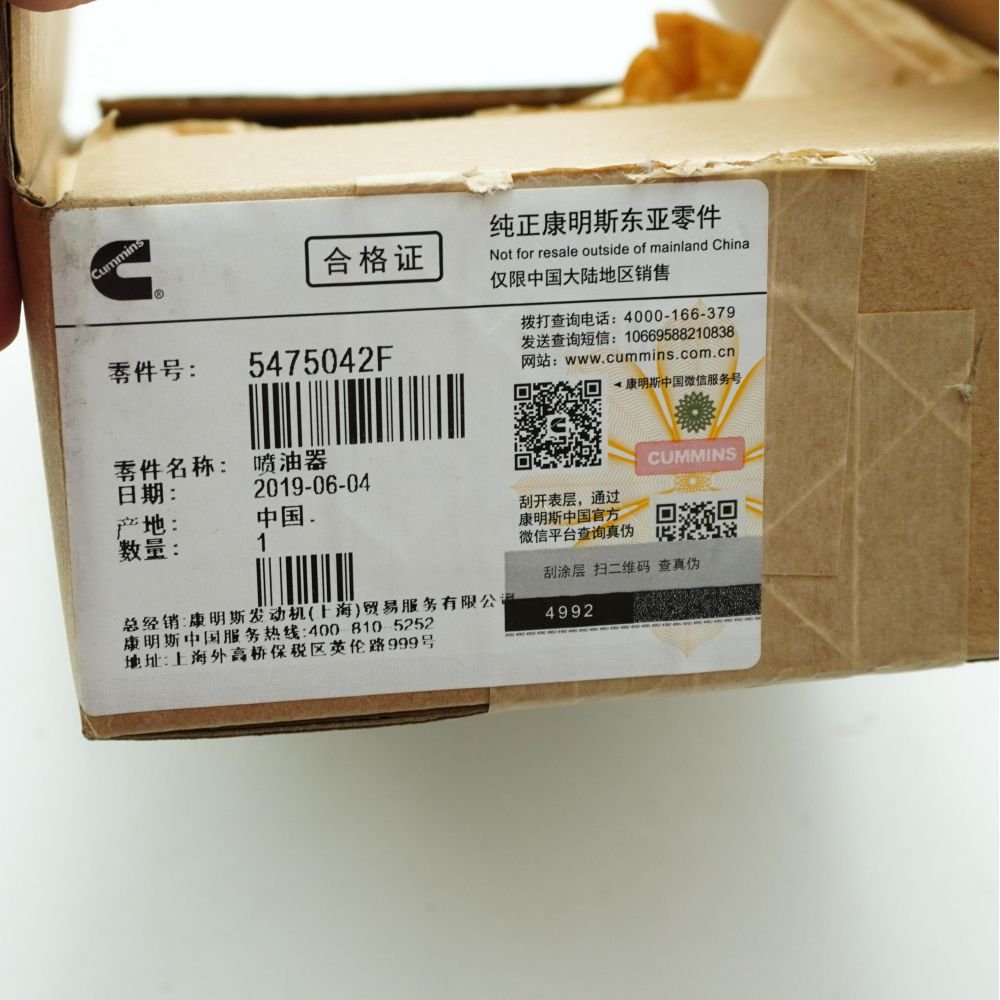 Cummins
®
合格证
纯正康明斯东亚零件
Not for resale outside of mainland China
仅限中国大陆地区销售
零件号: 5475042F
零件名称: 喷油器
日期: 2019-06-04
产地: 中国.
数量: 1
总经销:康明斯发动机(上海)贸易服务有限公司
康明斯中国服务热线:400-810-5252
地址:上海外高桥保税区英伦路999号
拨打查询电话: 4000-166-379
发送查询短信: 10669588210838
网站: www.cummins.com.cn
◄ 康明斯中国微信服务号
CUMMINS
刮开表层，通过
康明斯中国官方
微信平台查询真伪
刮涂层 扫二维码 查真伪
4992